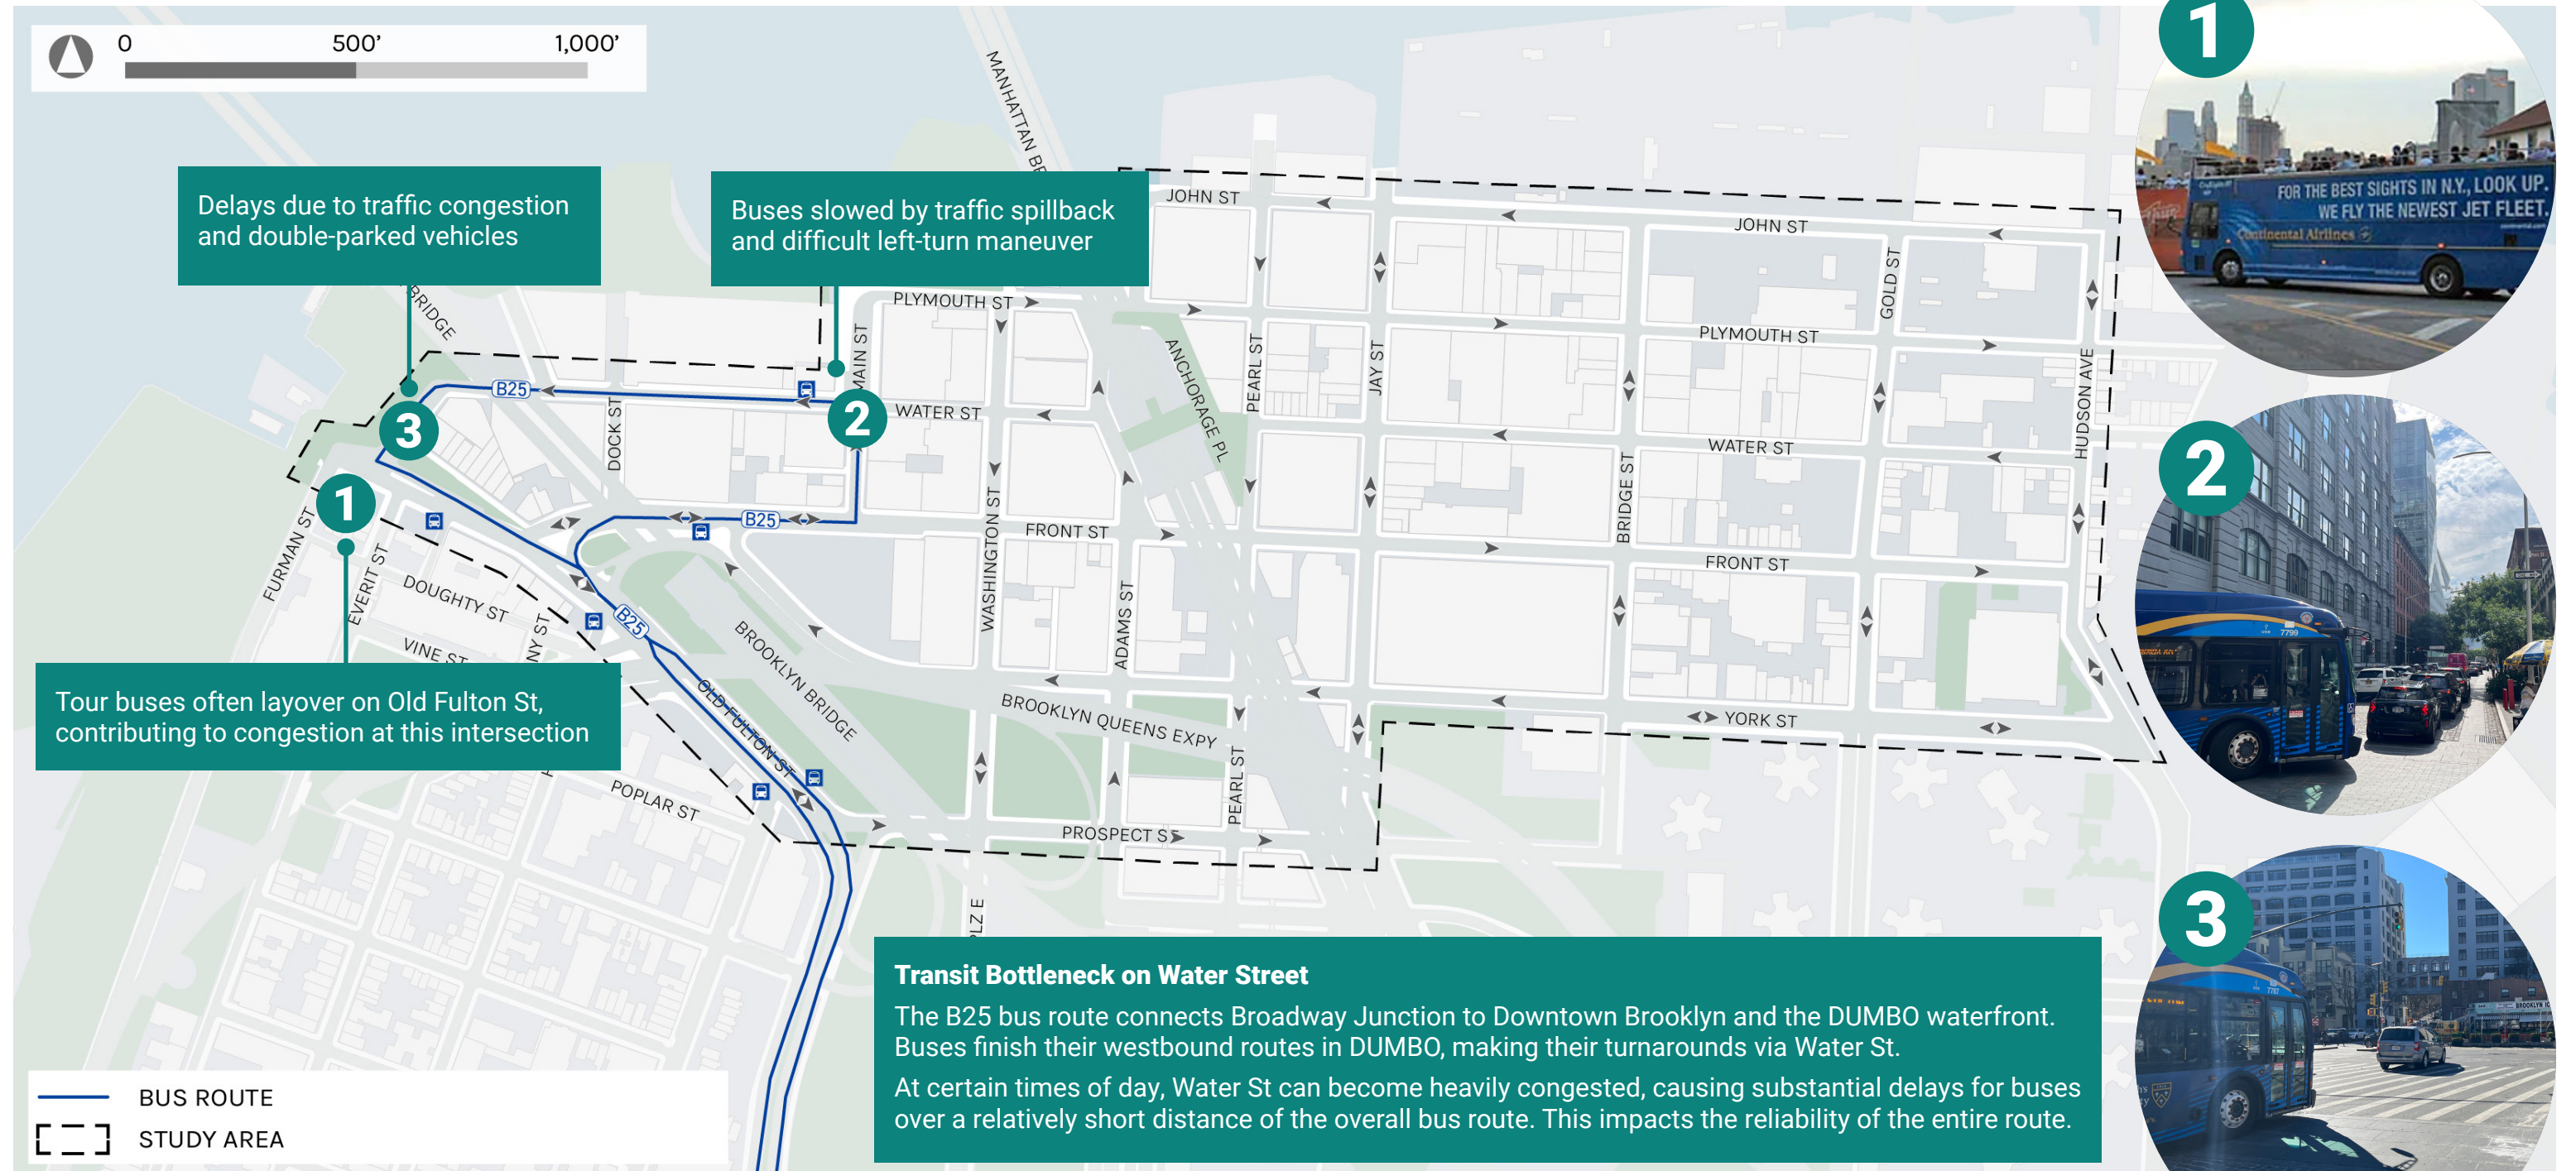 0 500’ 1,000’
Delays due to traffic congestion
and double-parked vehicles
Buses slowed by traffic spillback
and difficult left-turn maneuver
Tour buses often layover on Old Fulton St,
contributing to congestion at this intersection
MANHATTAN BR
BRIDGE
JOHN ST
JOHN ST
PLYMOUTH ST
PLYMOUTH ST
GOLD ST
MAIN ST
ANCHORAGE PL
PEARL ST
JAY ST
HUDSON AVE
B25
3
2
WATER ST
WATER ST
DOCK ST
1
B25
FRONT ST
FRONT ST
BRIDGE ST
WASHINGTON ST
ADAMS ST
FURMAN ST
EVERIT ST
DOUGHTY ST
VINE ST
NY ST
B25
BROOKLYN BRIDGE
OLD FULTON ST
BROOKLYN QUEENS EXPY
YORK ST
PEARL ST
POPLAR ST
PROSPECT ST
PLZ E
Transit Bottleneck on Water Street
The B25 bus route connects Broadway Junction to Downtown Brooklyn and the DUMBO waterfront.
Buses finish their westbound routes in DUMBO, making their turnarounds via Water St.
At certain times of day, Water St can become heavily congested, causing substantial delays for buses
over a relatively short distance of the overall bus route. This impacts the reliability of the entire route.
BUS ROUTE
STUDY AREA
1
FOR THE BEST SIGHTS IN N.Y., LOOK UP.
WE FLY THE NEWEST JET FLEET.
Continental Airlines
2
7799
3
7787